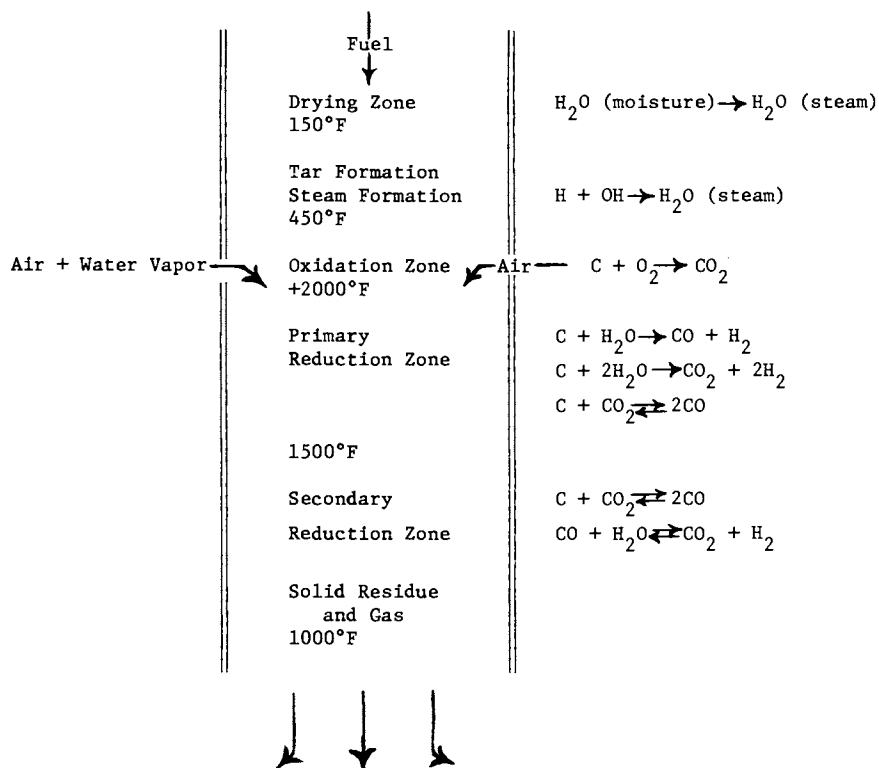 Fuel
Drying Zone
150°F
H₂O (moisture) → H₂O (steam)
Tar Formation
Steam Formation
450°F
H + OH → H₂O (steam)
Air + Water Vapor
Oxidation Zone
+2000°F
Air
C + O₂ → CO₂
Primary
Reduction Zone
C + H₂O → CO + H₂
C + 2H₂O → CO₂ + 2H₂
C + CO₂ ⇄ 2CO
1500°F
Secondary
Reduction Zone
C + CO₂ ⇄ 2CO
CO + H₂O ⇄ CO₂ + H₂
Solid Residue
and Gas
1000°F